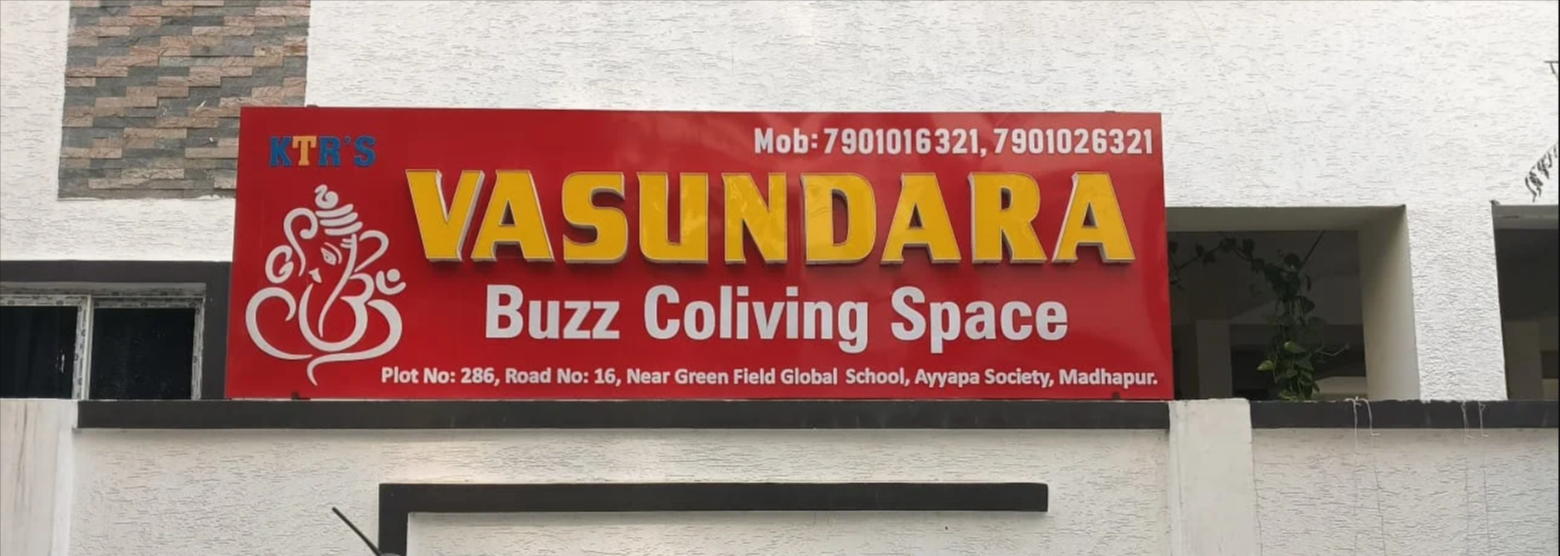 KTR'S
Mob: 7901016321, 7901026321
VASUNDARA
Buzz Coliving Space
Plot No: 286, Road No: 16, Near Green Field Global School, Ayyapa Society, Madhapur.